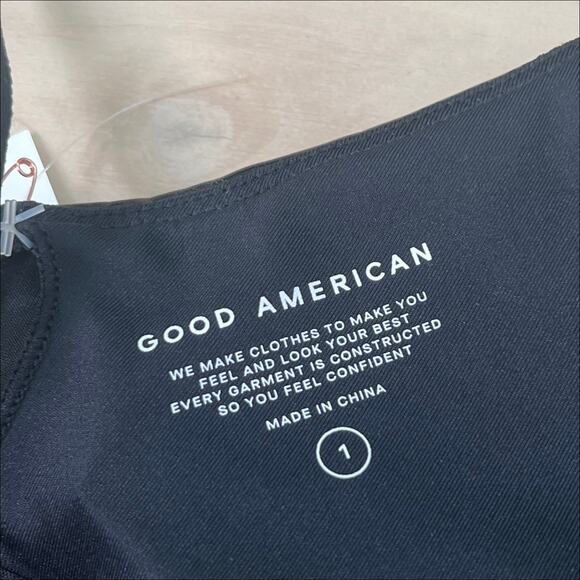 GOOD AMERICAN
WE MAKE CLOTHES TO MAKE YOU
FEEL AND LOOK YOUR BEST
EVERY GARMENT IS CONSTRUCTED
SO YOU FEEL CONFIDENT
MADE IN CHINA
1